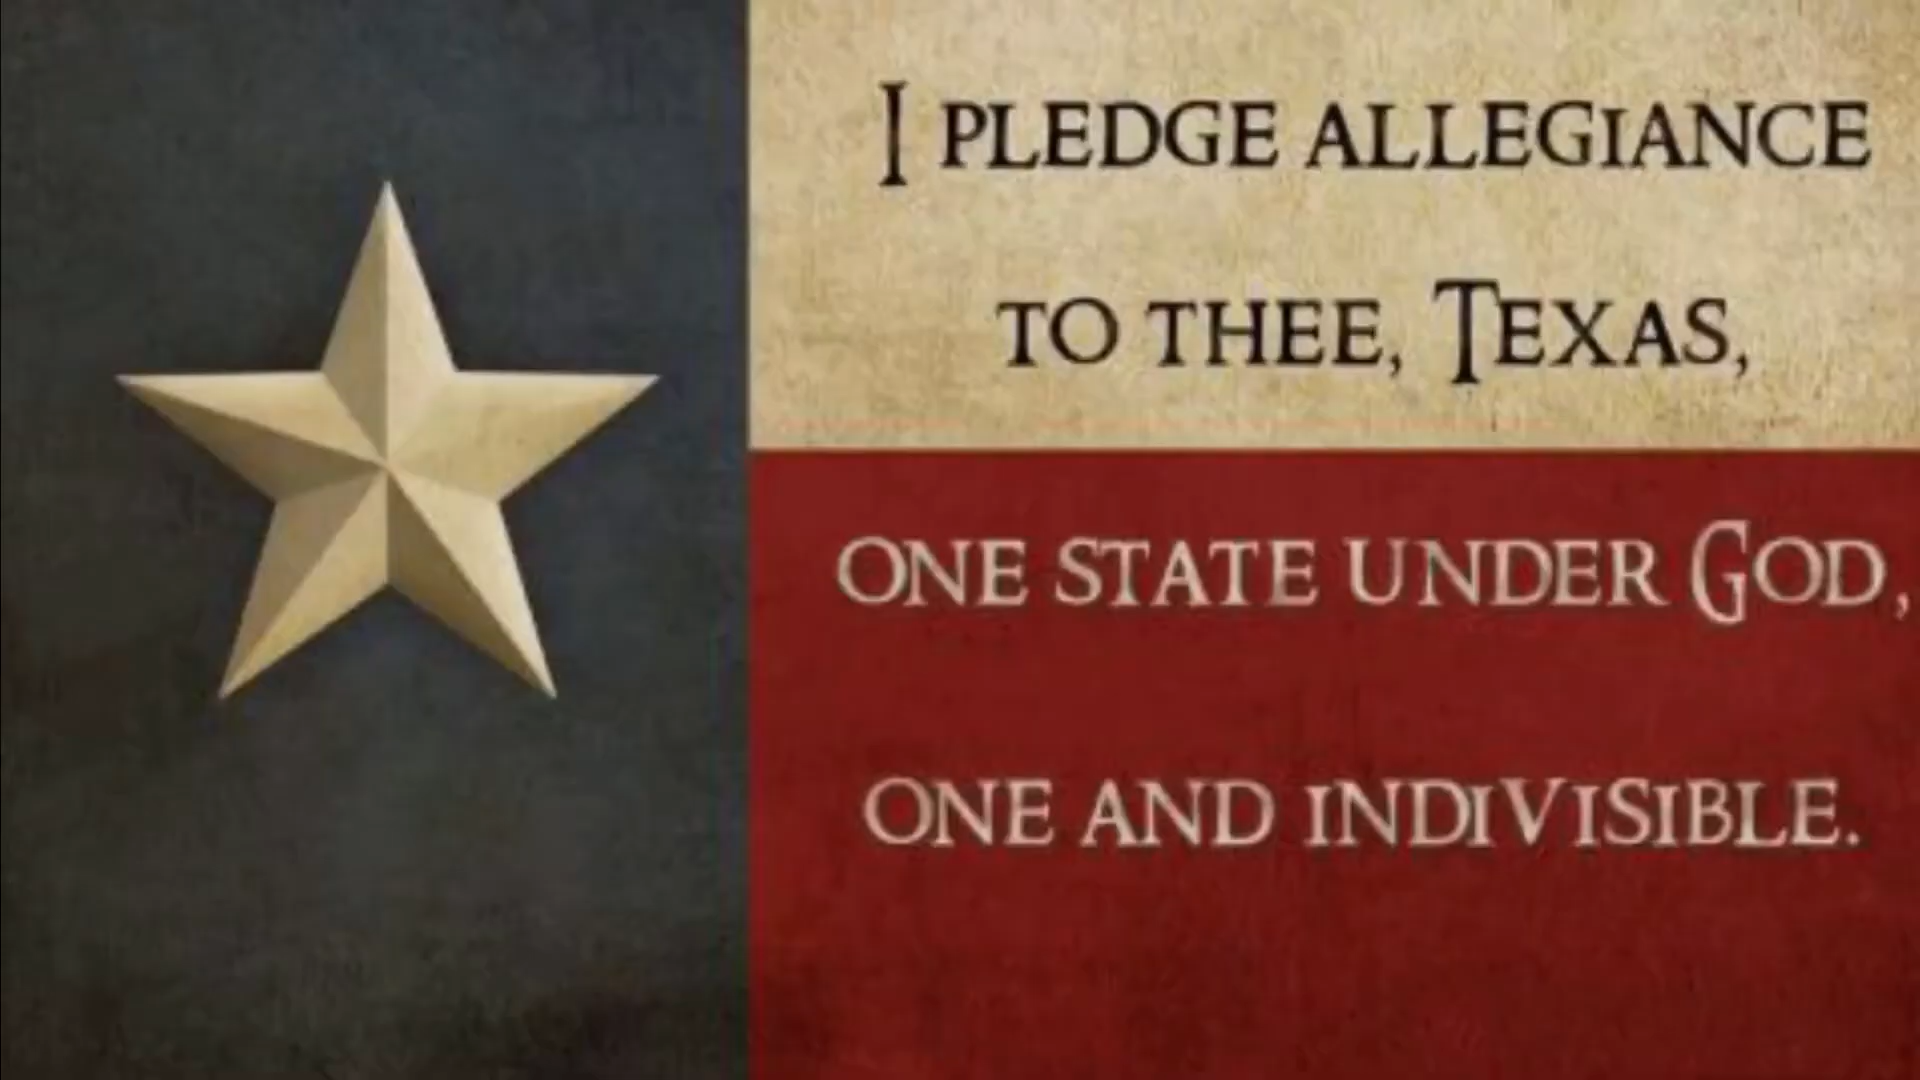 I PLEDGE ALLEGIANCE
TO THEE, TEXAS,
ONE STATE UNDER GOD,
ONE AND INDIVISIBLE.